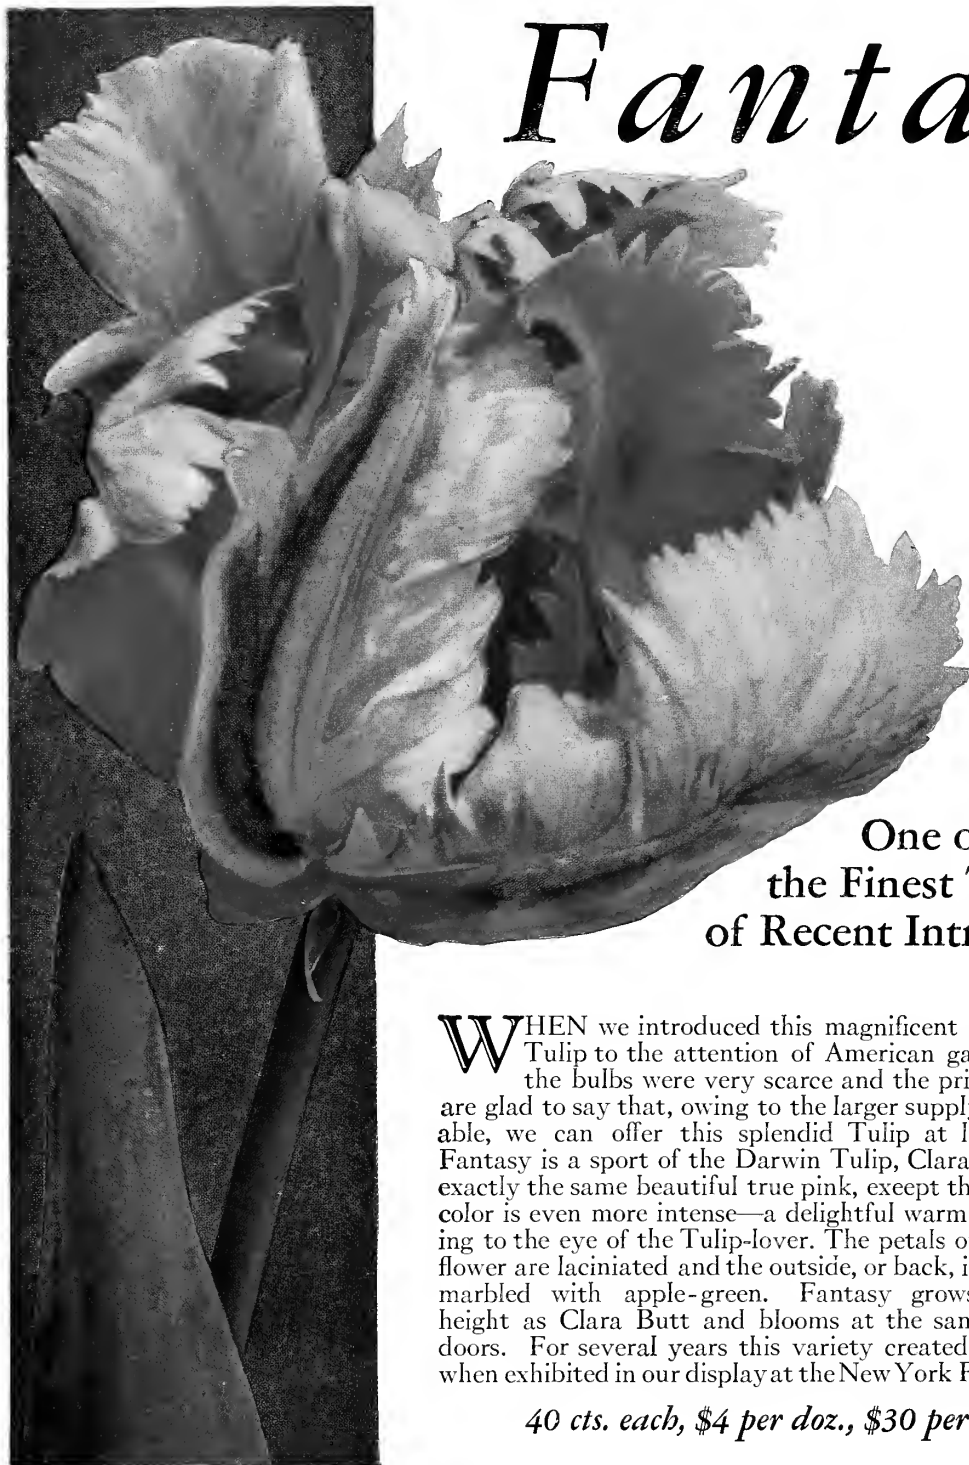 Fanta
One o
the Finest T
of Recent Intr
WHEN we introduced this magnificent
Tulip to the attention of American ga
the bulbs were very scarce and the pri
are glad to say that, owing to the larger suppl
able, we can offer this splendid Tulip at l
Fantasy is a sport of the Darwin Tulip, Clara
exactly the same beautiful true pink, exeept th
color is even more intense—a delightful warm
ing to the eye of the Tulip-lover. The petals o
flower are laciniated and the outside, or back, i
marbled with apple-green. Fantasy grows
height as Clara Butt and blooms at the san
doors. For several years this variety created
when exhibited in our display at the New York F
40 cts. each, $4 per doz., $30 per